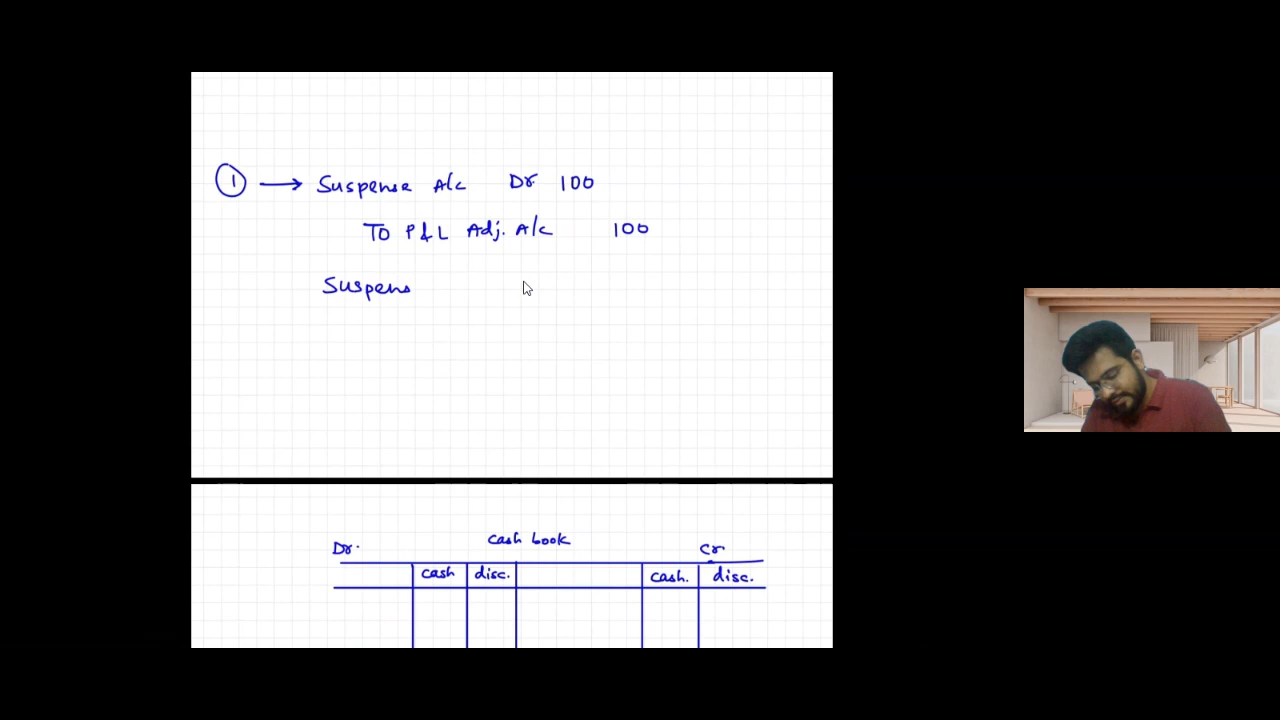 1 → Suspense A/c Dr 100
To P&L Adj. A/c 100
Suspens
Dr. cash book Cr.
cash disc. cash. disc.